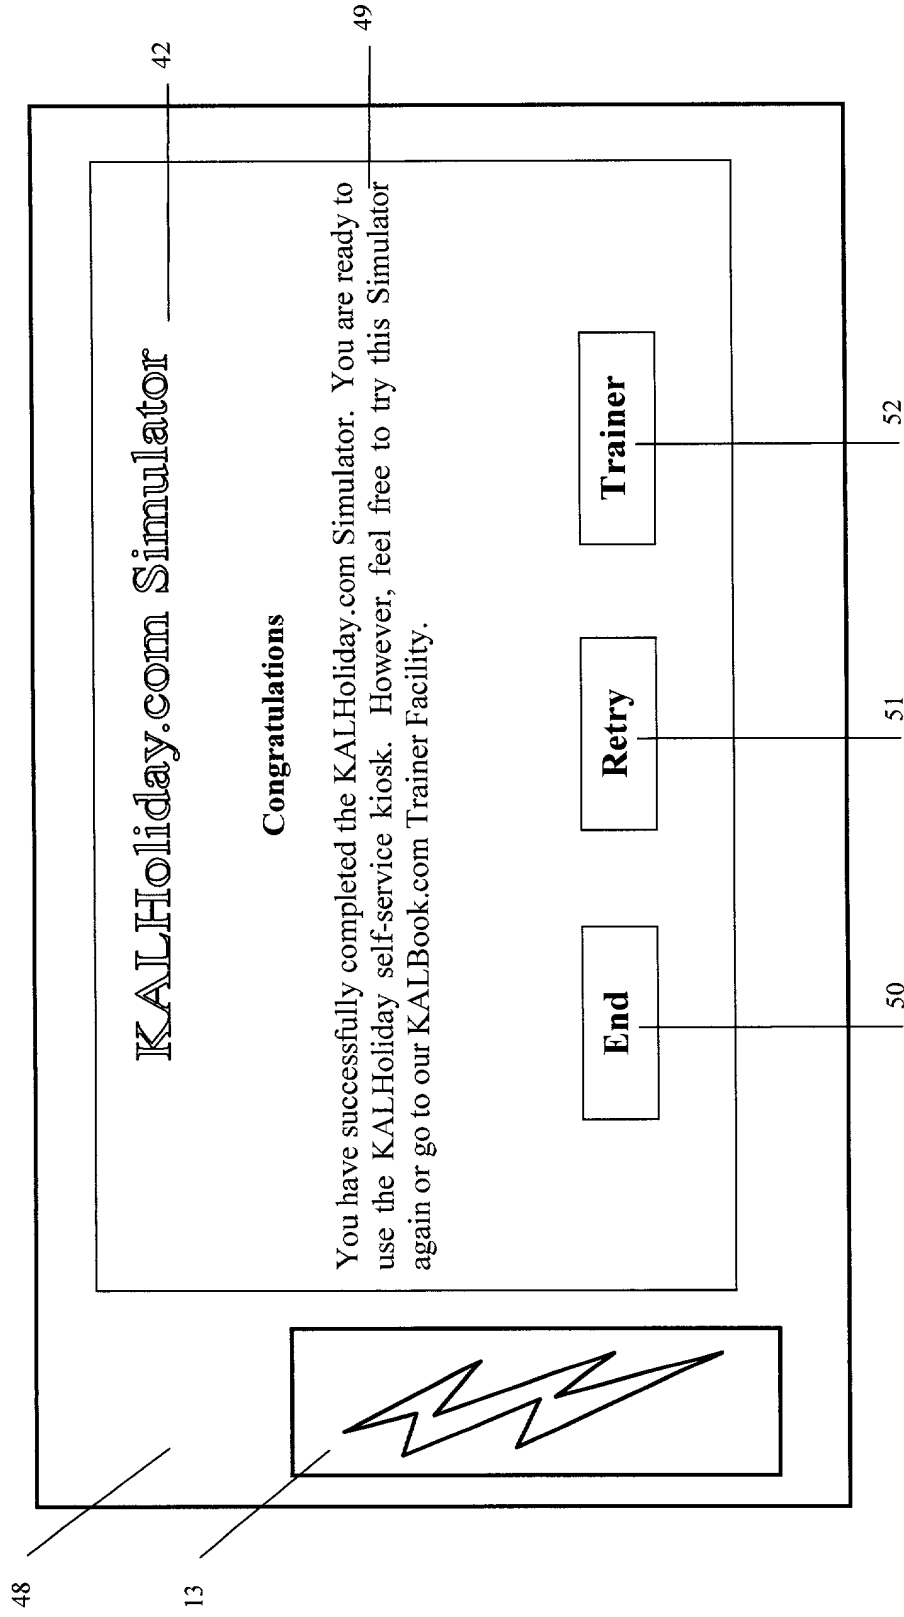 KALHoliday.com Simulator
42
Congratulations
You have successfully completed the KALHoliday.com Simulator. You are ready to
use the KALHoliday self-service kiosk. However, feel free to try this Simulator
again or go to our KALBook.com Trainer Facility.
49
End
Retry
Trainer
48
13
50
51
52